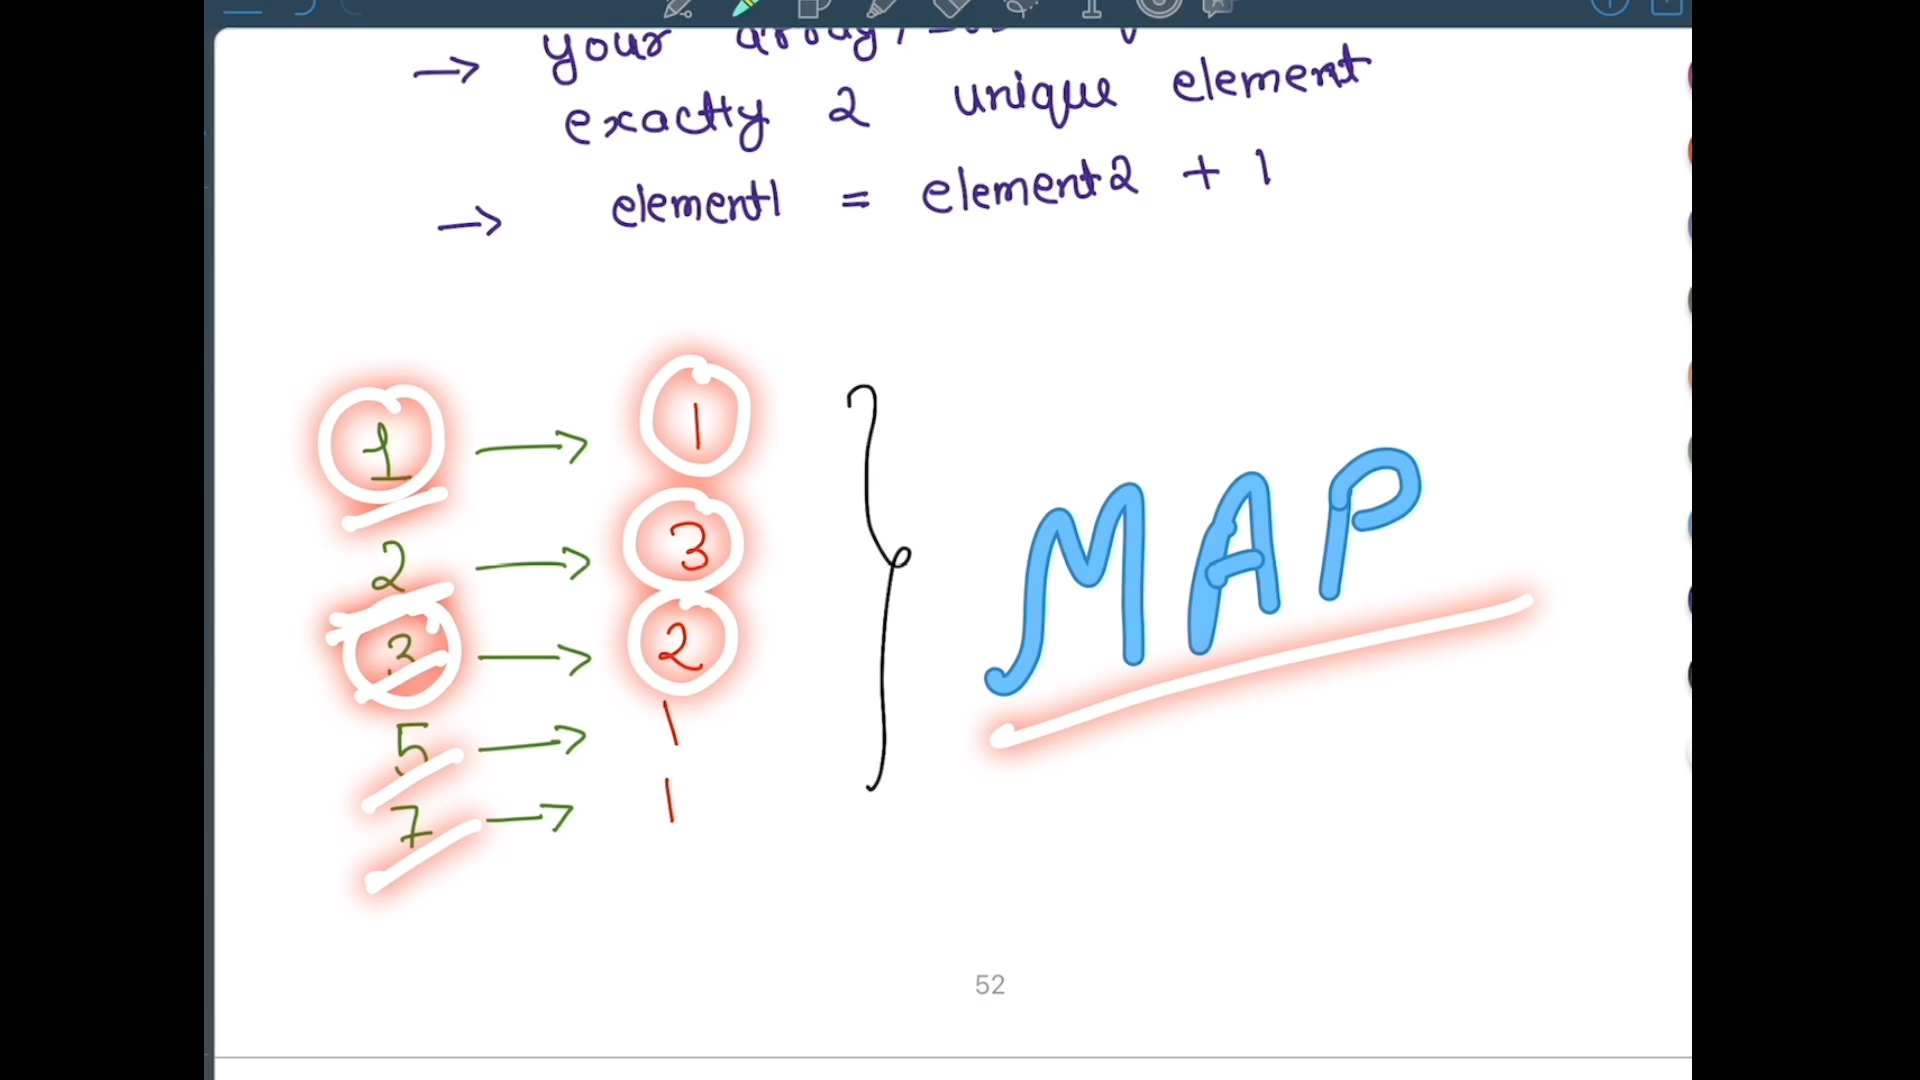 → your array
exactly 2 unique element
→ element1 = element2 + 1
1 → 1
2 → 3
3 → 2
5 → 1
7 → 1
MAP
52